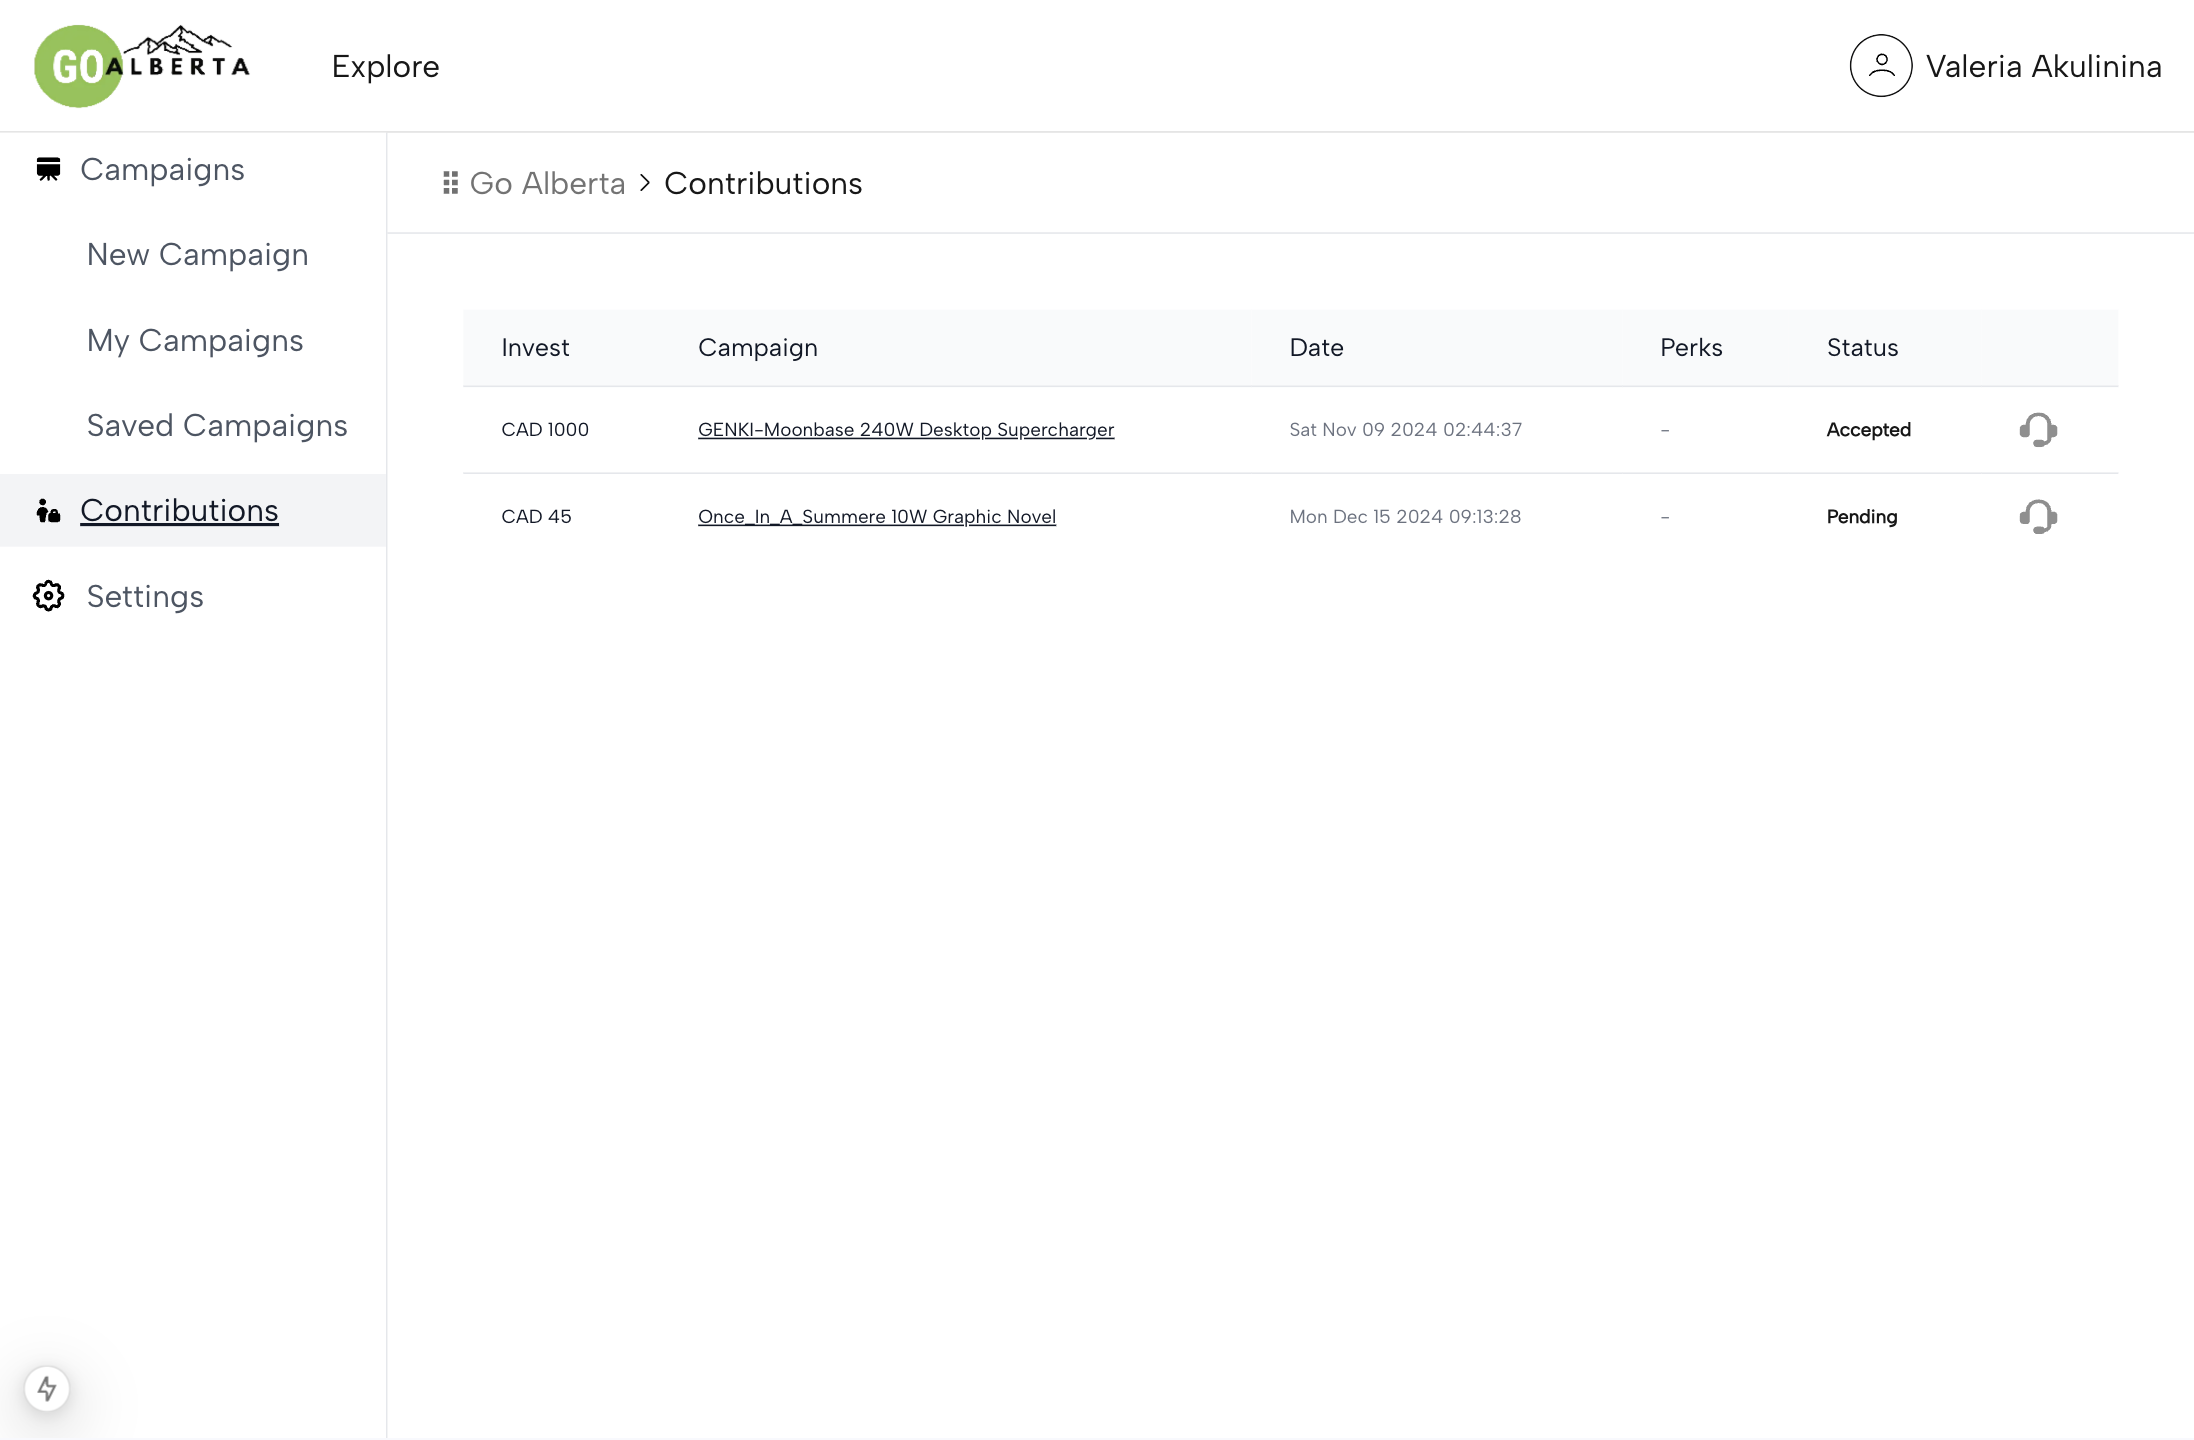 GOALBERTA
Explore
Valeria Akulinina
Campaigns
New Campaign
My Campaigns
Saved Campaigns
Contributions
Settings
Go Alberta > Contributions
Invest Campaign Date Perks Status
CAD 1000 GENKI-Moonbase 240W Desktop Supercharger Sat Nov 09 2024 02:44:37 - Accepted
CAD 45 Once_In_A_Summere 10W Graphic Novel Mon Dec 15 2024 09:13:28 - Pending